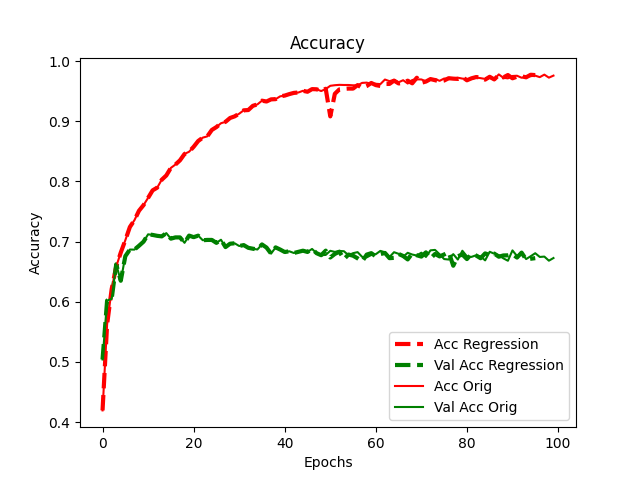 Accuracy
1.0
0.9
0.8
0.7
0.6
0.5
0.4
Accuracy
0 20 40 60 80 100
Epochs
Acc Regression
Val Acc Regression
Acc Orig
Val Acc Orig